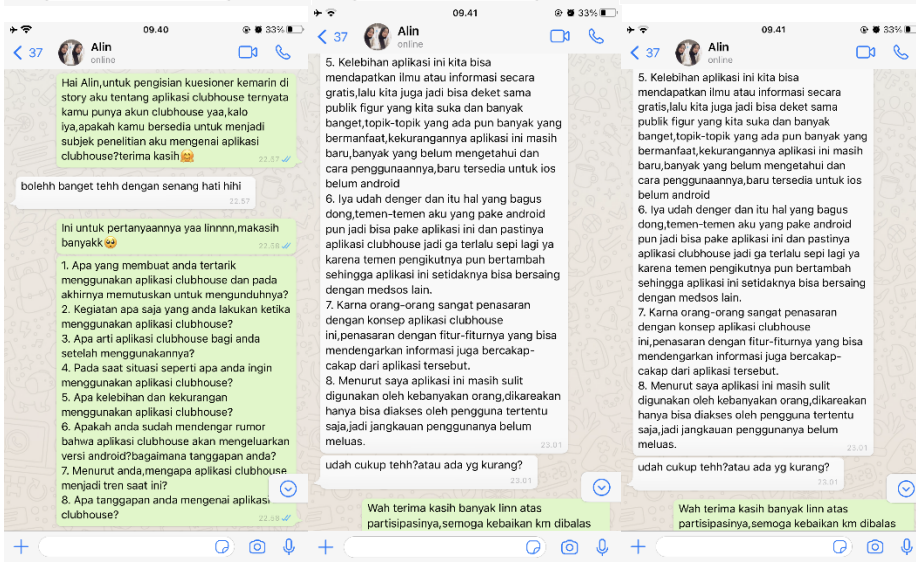 09.40
33%
37
Alin
online
Hai Alin,untuk pengisian kuesioner kemarin di
story aku tentang aplikasi clubhouse ternyata
kamu punya akun clubhouse yaa,kalo
iya,apakah kamu bersedia untuk menjadi
subjek penelitian aku mengenai aplikasi
clubhouse?terima kasih🤗
22.57
bolehh banget tehh dengan senang hati hihi
22.57
Ini untuk pertanyaannya yaa linnnn,makasih
banyakk🥺
22.58
1. Apa yang membuat anda tertarik
menggunakan aplikasi clubhouse dan pada
akhirnya memutuskan untuk mengunduhnya?
2. Kegiatan apa saja yang anda lakukan ketika
menggunakan aplikasi clubhouse?
3. Apa arti aplikasi clubhouse bagi anda
setelah menggunakannya?
4. Pada saat situasi seperti apa anda ingin
menggunakan aplikasi clubhouse?
5. Apa kelebihan dan kekurangan
menggunakan aplikasi clubhouse?
6. Apakah anda sudah mendengar rumor
bahwa aplikasi clubhouse akan mengeluarkan
versi android?bagaimana tanggapan anda?
7. Menurut anda,mengapa aplikasi clubhouse
menjadi tren saat ini?
8. Apa tanggapan anda mengenai aplikasi
clubhouse?
22.58
09.41
33%
37
Alin
online
5. Kelebihan aplikasi ini kita bisa
mendapatkan ilmu atau informasi secara
gratis,lalu kita juga jadi bisa deket sama
publik figur yang kita suka dan banyak
banget,topik-topik yang ada pun banyak yang
bermanfaat,kekurangannya aplikasi ini masih
baru,banyak yang belum mengetahui dan
cara penggunaannya,baru tersedia untuk ios
belum android
6. Iya udah denger dan itu hal yang bagus
dong,temen-temen aku yang pake android
pun jadi bisa pake aplikasi ini dan pastinya
aplikasi clubhouse jadi ga terlalu sepi lagi ya
karena temen pengikutnya pun bertambah
sehingga aplikasi ini setidaknya bisa bersaing
dengan medsos lain.
7. Karna orang-orang sangat penasaran
dengan konsep aplikasi clubhouse
ini,penasaran dengan fitur-fiturnya yang bisa
mendengarkan informasi juga bercakap-
cakap dari aplikasi tersebut.
8. Menurut saya aplikasi ini masih sulit
digunakan oleh kebanyakan orang,dikareakan
hanya bisa diakses oleh pengguna tertentu
saja,jadi jangkauan penggunanya belum
meluas.
23.01
udah cukup tehh?atau ada yg kurang?
23.01
Wah terima kasih banyak linn atas
partisipasinya,semoga kebaikan km dibalas
09.41
33%
37
Alin
online
5. Kelebihan aplikasi ini kita bisa
mendapatkan ilmu atau informasi secara
gratis,lalu kita juga jadi bisa deket sama
publik figur yang kita suka dan banyak
banget,topik-topik yang ada pun banyak yang
bermanfaat,kekurangannya aplikasi ini masih
baru,banyak yang belum mengetahui dan
cara penggunaannya,baru tersedia untuk ios
belum android
6. Iya udah denger dan itu hal yang bagus
dong,temen-temen aku yang pake android
pun jadi bisa pake aplikasi ini dan pastinya
aplikasi clubhouse jadi ga terlalu sepi lagi ya
karena temen pengikutnya pun bertambah
sehingga aplikasi ini setidaknya bisa bersaing
dengan medsos lain.
7. Karna orang-orang sangat penasaran
dengan konsep aplikasi clubhouse
ini,penasaran dengan fitur-fiturnya yang bisa
mendengarkan informasi juga bercakap-
cakap dari aplikasi tersebut.
8. Menurut saya aplikasi ini masih sulit
digunakan oleh kebanyakan orang,dikareakan
hanya bisa diakses oleh pengguna tertentu
saja,jadi jangkauan penggunanya belum
meluas.
23.01
udah cukup tehh?atau ada yg kurang?
23.01
Wah terima kasih banyak linn atas
partisipasinya,semoga kebaikan km dibalas